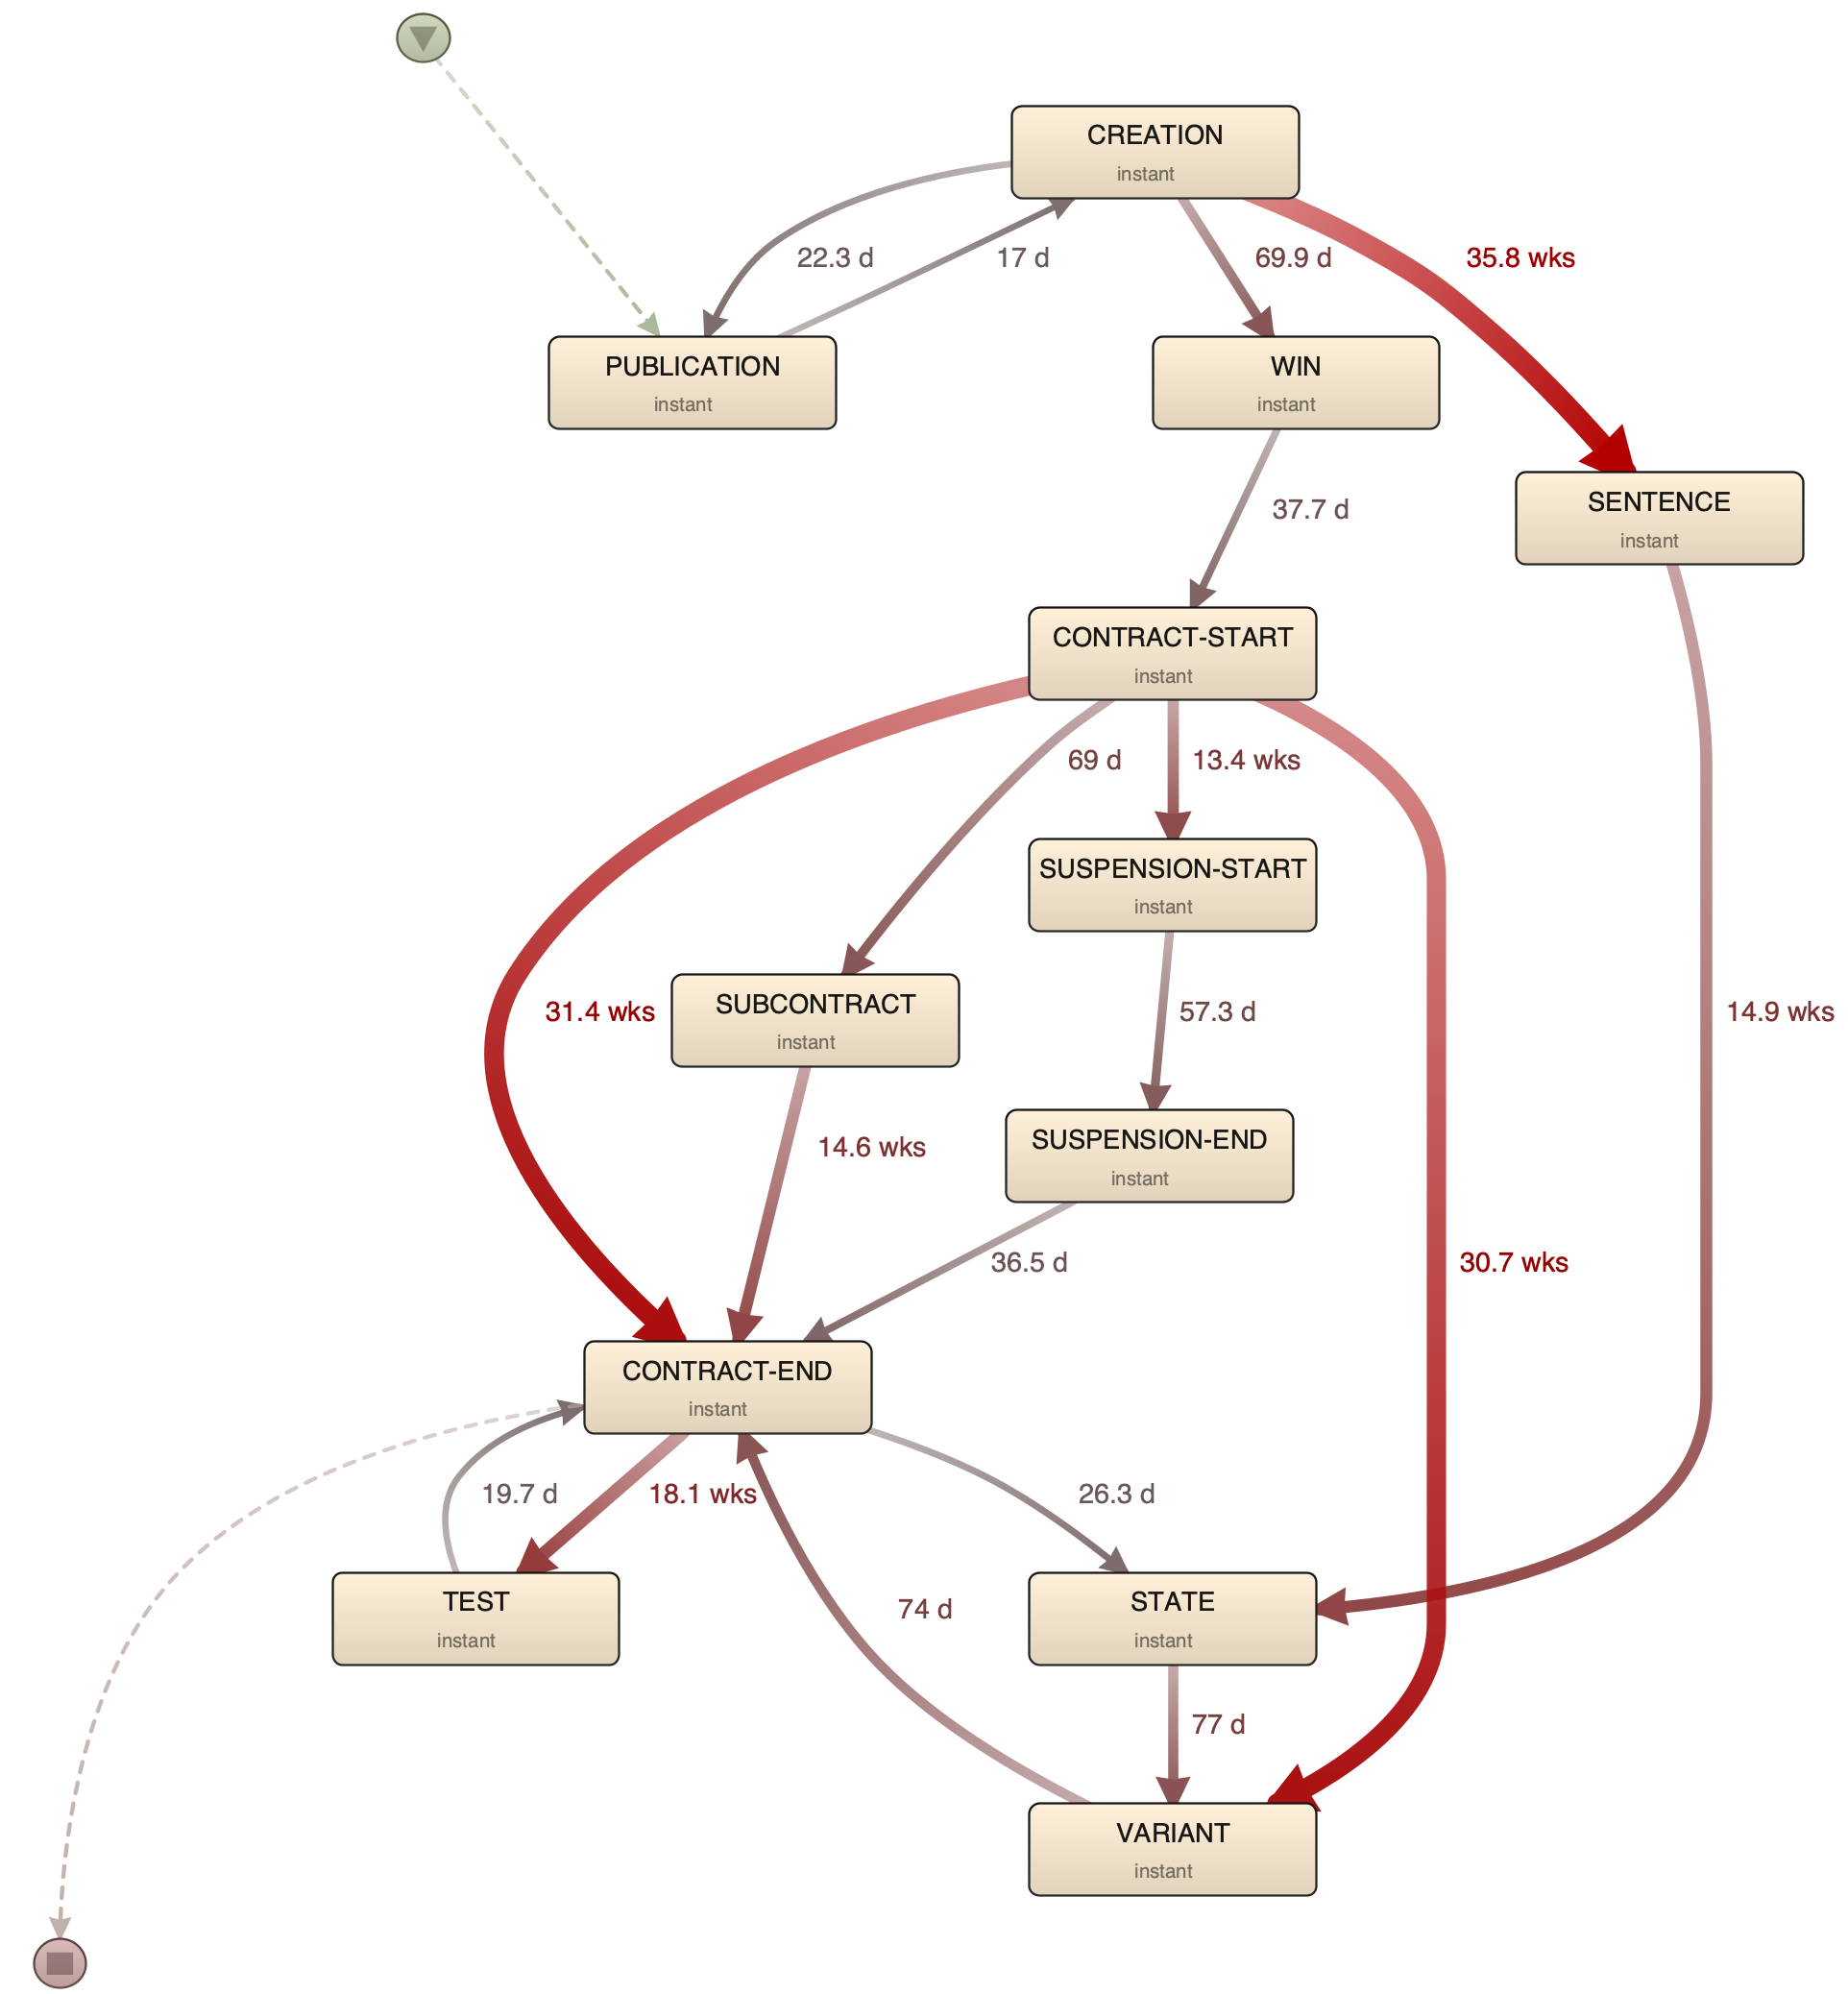 CREATION
instant
22.3 d
17 d
69.9 d
35.8 wks
PUBLICATION
instant
WIN
instant
SENTENCE
instant
37.7 d
CONTRACT-START
instant
69 d
13.4 wks
SUSPENSION-START
instant
31.4 wks
SUBCONTRACT
instant
57.3 d
14.9 wks
14.6 wks
SUSPENSION-END
instant
36.5 d
30.7 wks
CONTRACT-END
instant
19.7 d
18.1 wks
26.3 d
TEST
instant
74 d
STATE
instant
77 d
VARIANT
instant